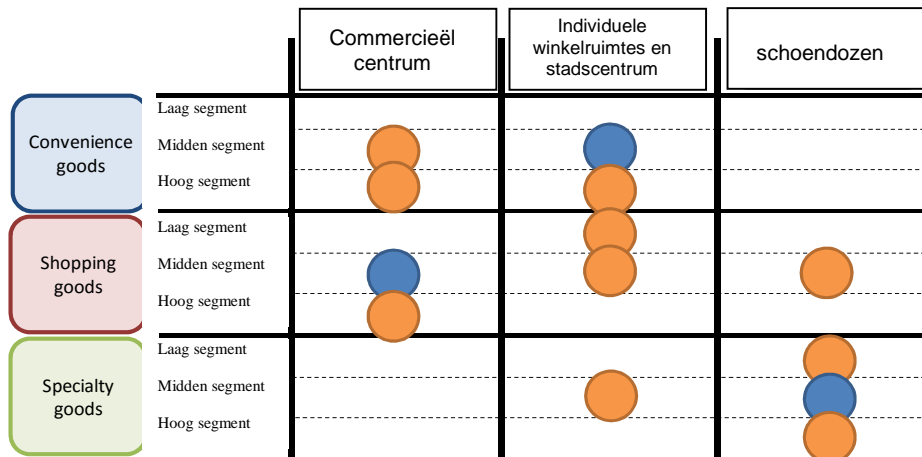 Commercieël
centrum
Individuele
winkelruimtes en
stadscentrum
schoendozen
Convenience
goods
Laag segment
Midden segment
Hoog segment
Shopping
goods
Laag segment
Midden segment
Hoog segment
Specialty
goods
Laag segment
Midden segment
Hoog segment